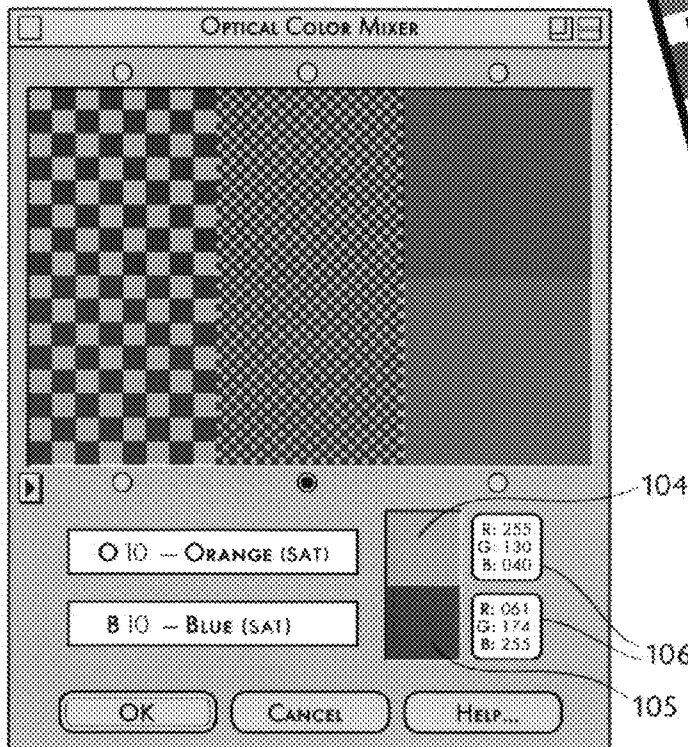 OPTICAL COLOR MIXER
104
R: 255
G: 130
B: 040
O 10 – ORANGE (SAT)
R: 061
G: 174
B: 255
B 10 – BLUE (SAT)
106
105
OK
CANCEL
HELP...